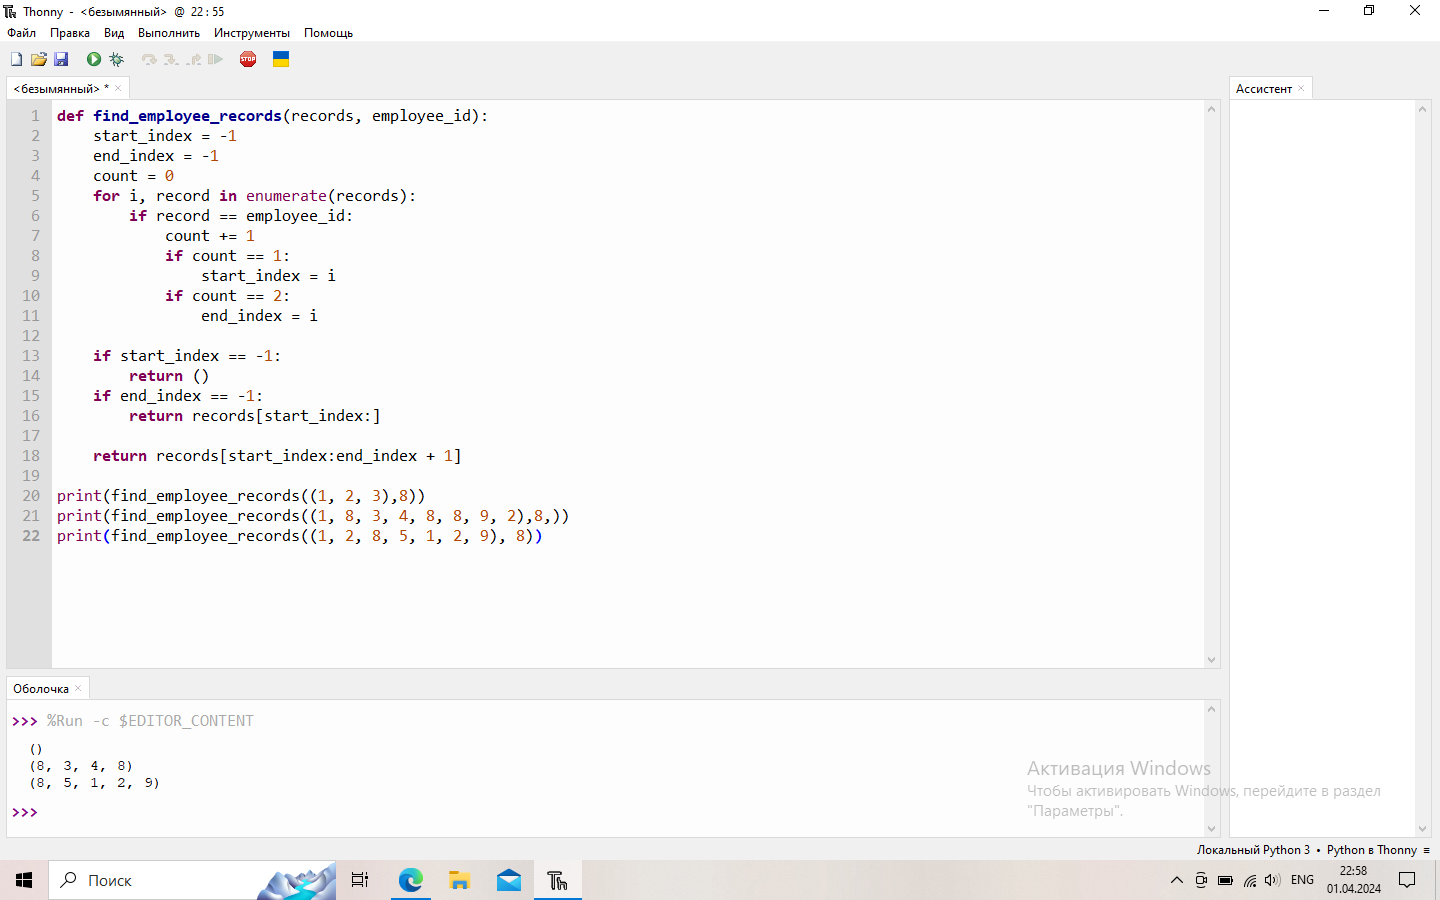 Thonny - <безымянный> @ 22 : 55
Файл Правка Вид Выполнить Инструменты Помощь
STOP
<безымянный> * ×
Ассистент ×
1 def find_employee_records(records, employee_id):
2     start_index = -1
3     end_index = -1
4     count = 0
5     for i, record in enumerate(records):
6         if record == employee_id:
7             count += 1
8             if count == 1:
9                 start_index = i
10             if count == 2:
11                 end_index = i
12
13     if start_index == -1:
14         return ()
15     if end_index == -1:
16         return records[start_index:]
17
18     return records[start_index:end_index + 1]
19
20 print(find_employee_records((1, 2, 3),8))
21 print(find_employee_records((1, 8, 3, 4, 8, 8, 9, 2),8,))
22 print(find_employee_records((1, 2, 8, 5, 1, 2, 9), 8))
Оболочка ×
>>> %Run -c $EDITOR_CONTENT
()
(8, 3, 4, 8)
(8, 5, 1, 2, 9)
>>>
Активация Windows
Чтобы активировать Windows, перейдите в раздел
"Параметры".
Локальный Python 3 • Python в Thonny ≡
Поиск
ENG
22:58
01.04.2024